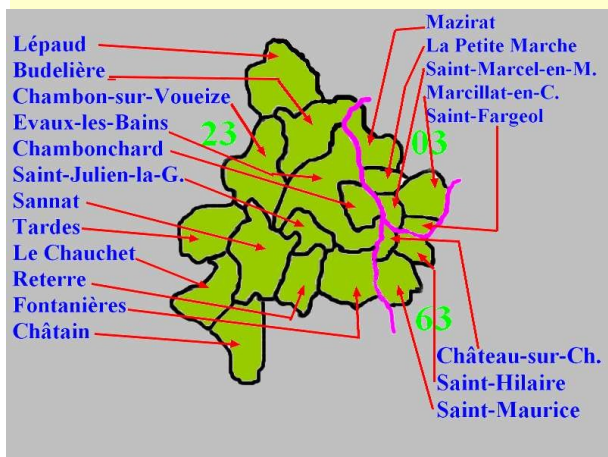 Lépaud
Budelière
Chambon-sur-Voueize
Evaux-les-Bains
Chambonchard
Saint-Julien-la-G.
Sannat
Tardes
Le Chauchet
Reterre
Fontanières
Châtain
23
Mazirat
La Petite Marche
Saint-Marcel-en-M.
Marcillat-en-C.
Saint-Fargeol
03
63
Château-sur-Ch.
Saint-Hilaire
Saint-Maurice